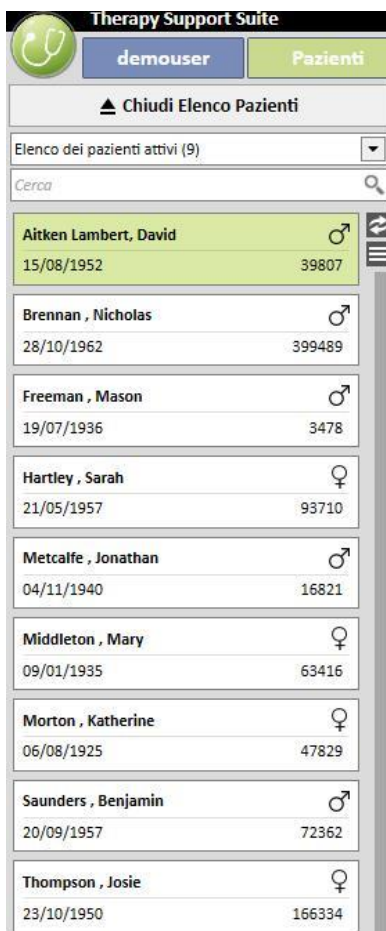 Therapy Support Suite
demouser Pazienti
Chiudi Elenco Pazienti
Elenco dei pazienti attivi (9)
Cerca
Aitken Lambert, David
15/08/1952 39807
Brennan , Nicholas
28/10/1962 399489
Freeman , Mason
19/07/1936 3478
Hartley , Sarah
21/05/1957 93710
Metcalfe , Jonathan
04/11/1940 16821
Middleton , Mary
09/01/1935 63416
Morton , Katherine
06/08/1925 47829
Saunders , Benjamin
20/09/1957 72362
Thompson , Josie
23/10/1950 166334